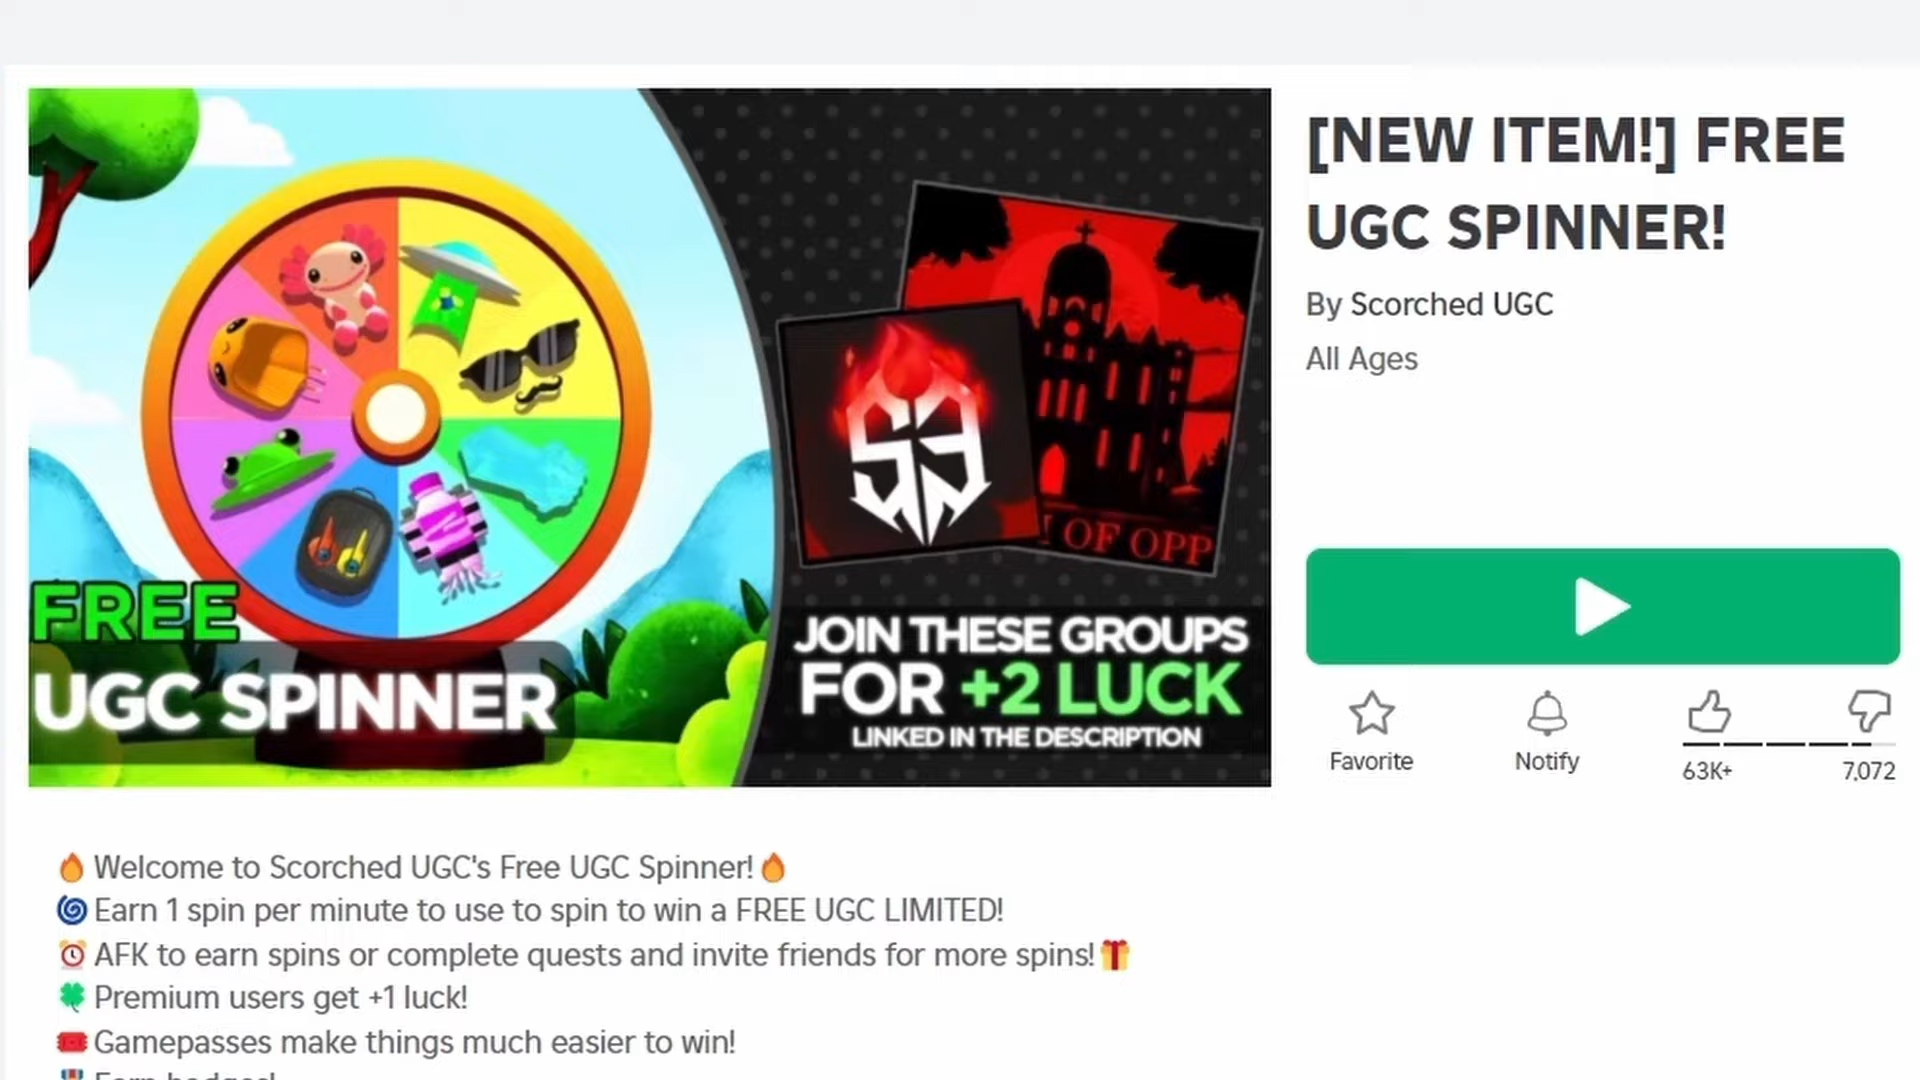 [NEW ITEM!] FREE
UGC SPINNER!
By Scorched UGC
All Ages
FREE
UGC SPINNER
OF OPP
JOIN THESE GROUPS
FOR +2 LUCK
LINKED IN THE DESCRIPTION
Favorite
Notify
63K+
7,072
🔥 Welcome to Scorched UGC's Free UGC Spinner! 🔥
🌀 Earn 1 spin per minute to use to spin to win a FREE UGC LIMITED!
⏰ AFK to earn spins or complete quests and invite friends for more spins! 🎁
🍀 Premium users get +1 luck!
🎟️ Gamepasses make things much easier to win!
Earn badges!